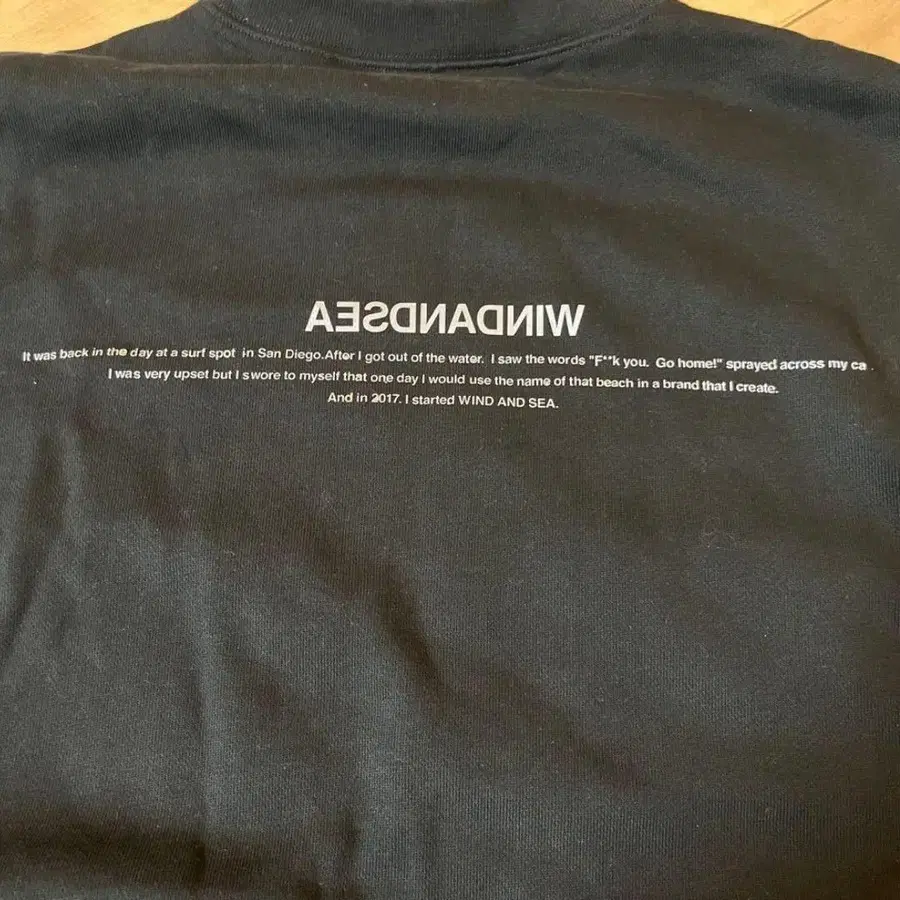 WINDANDSEA
It was back in the day at a surf spot in San Diego.After I got out of the water. I saw the words "F**k you. Go home!" sprayed across my ca .
I was very upset but I swore to myself that one day I would use the name of that beach in a brand that I create.
And in 2017. I started WIND AND SEA.